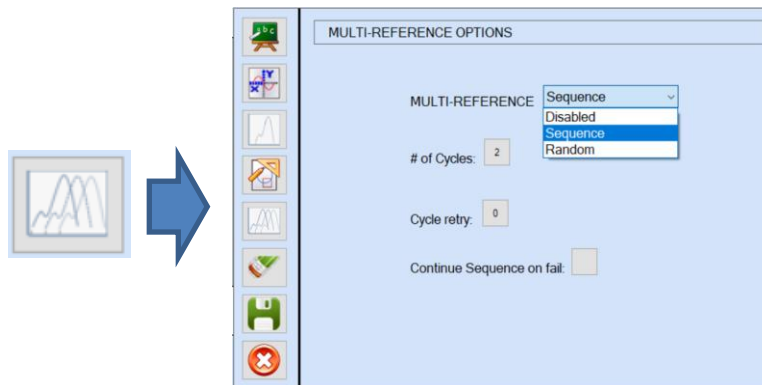 abc
MULTI-REFERENCE OPTIONS
Y
X
MULTI-REFERENCE Sequence
Disabled
Sequence
Random
# of Cycles: 2
Cycle retry: 0
Continue Sequence on fail: